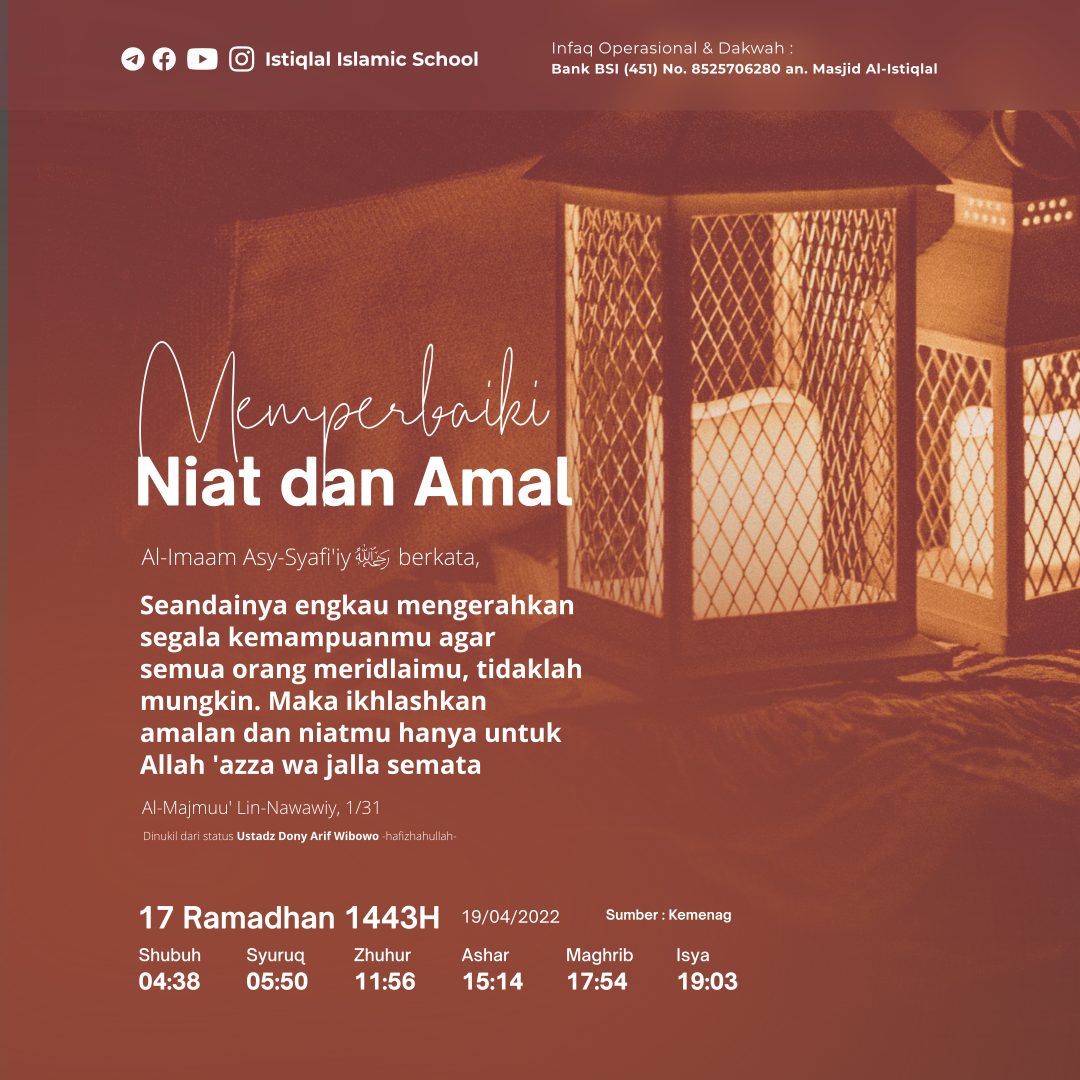 Istiqlal Islamic School
Infaq Operasional & Dakwah :
Bank BSI (451) No. 8525706280 an. Masjid Al-Istiqlal
Memperbaiki
Niat dan Amal
Al-Imaam Asy-Syafi'iy رحمه الله berkata,
Seandainya engkau mengerahkan
segala kemampuanmu agar
semua orang meridlaimu, tidaklah
mungkin. Maka ikhlashkan
amalan dan niatmu hanya untuk
Allah 'azza wa jalla semata
Al-Majmuu' Lin-Nawawiy, 1/31
Dinukil dari status Ustadz Dony Arif Wibowo -hafizhahullah-
17 Ramadhan 1443H 19/04/2022 Sumber : Kemenag
Shubuh Syuruq Zhuhur Ashar Maghrib Isya
04:38 05:50 11:56 15:14 17:54 19:03